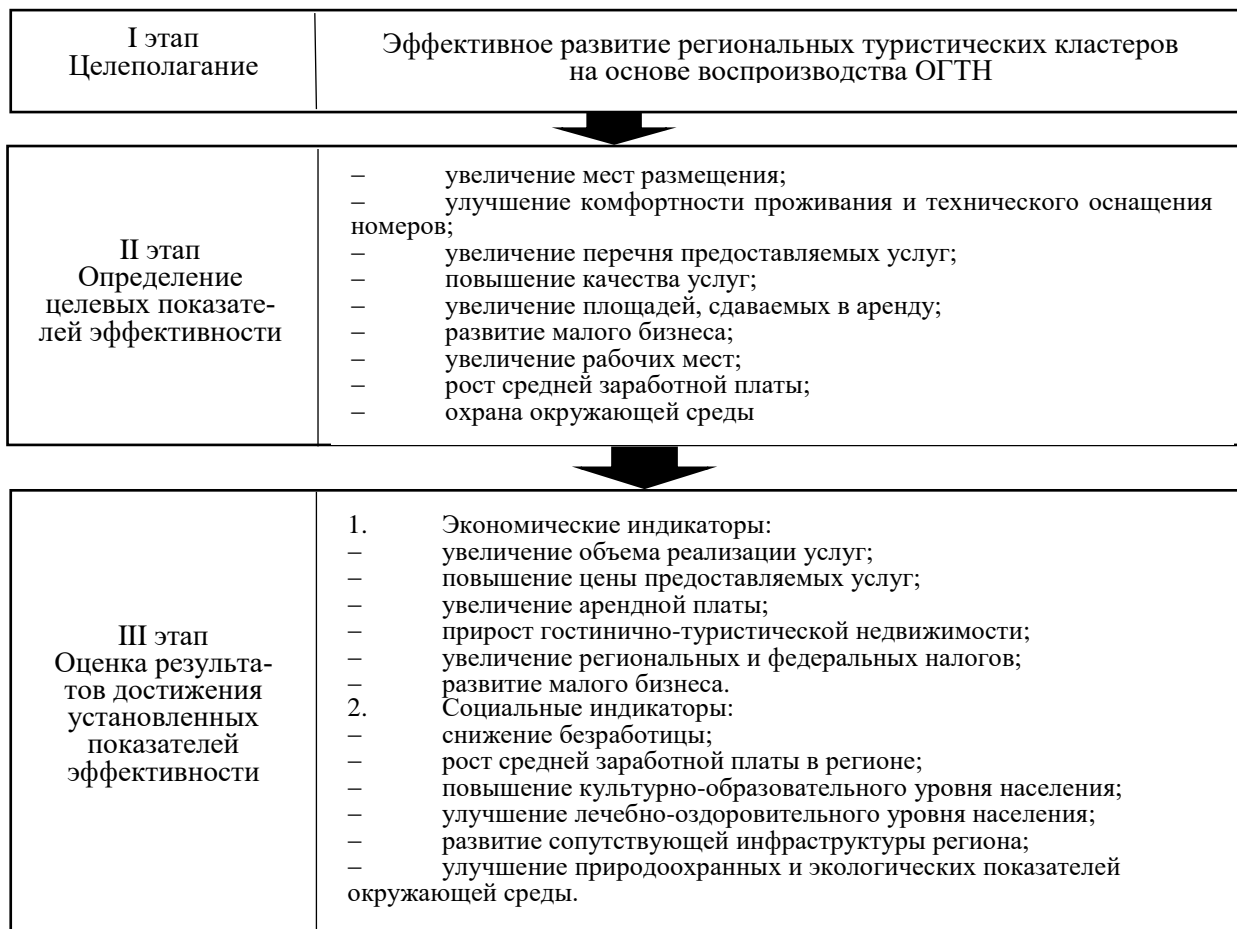 I этап
Целеполагание
Эффективное развитие региональных туристических кластеров
на основе воспроизводства ОГТН
II этап
Определение
целевых показате-
лей эффективности
– увеличение мест размещения;
– улучшение комфортности проживания и технического оснащения
номеров;
– увеличение перечня предоставляемых услуг;
– повышение качества услуг;
– увеличение площадей, сдаваемых в аренду;
– развитие малого бизнеса;
– увеличение рабочих мест;
– рост средней заработной платы;
– охрана окружающей среды
III этап
Оценка результа-
тов достижения
установленных
показателей
эффективности
1. Экономические индикаторы:
– увеличение объема реализации услуг;
– повышение цены предоставляемых услуг;
– увеличение арендной платы;
– прирост гостинично-туристической недвижимости;
– увеличение региональных и федеральных налогов;
– развитие малого бизнеса.
2. Социальные индикаторы:
– снижение безработицы;
– рост средней заработной платы в регионе;
– повышение культурно-образовательного уровня населения;
– улучшение лечебно-оздоровительного уровня населения;
– развитие сопутствующей инфраструктуры региона;
– улучшение природоохранных и экологических показателей
окружающей среды.